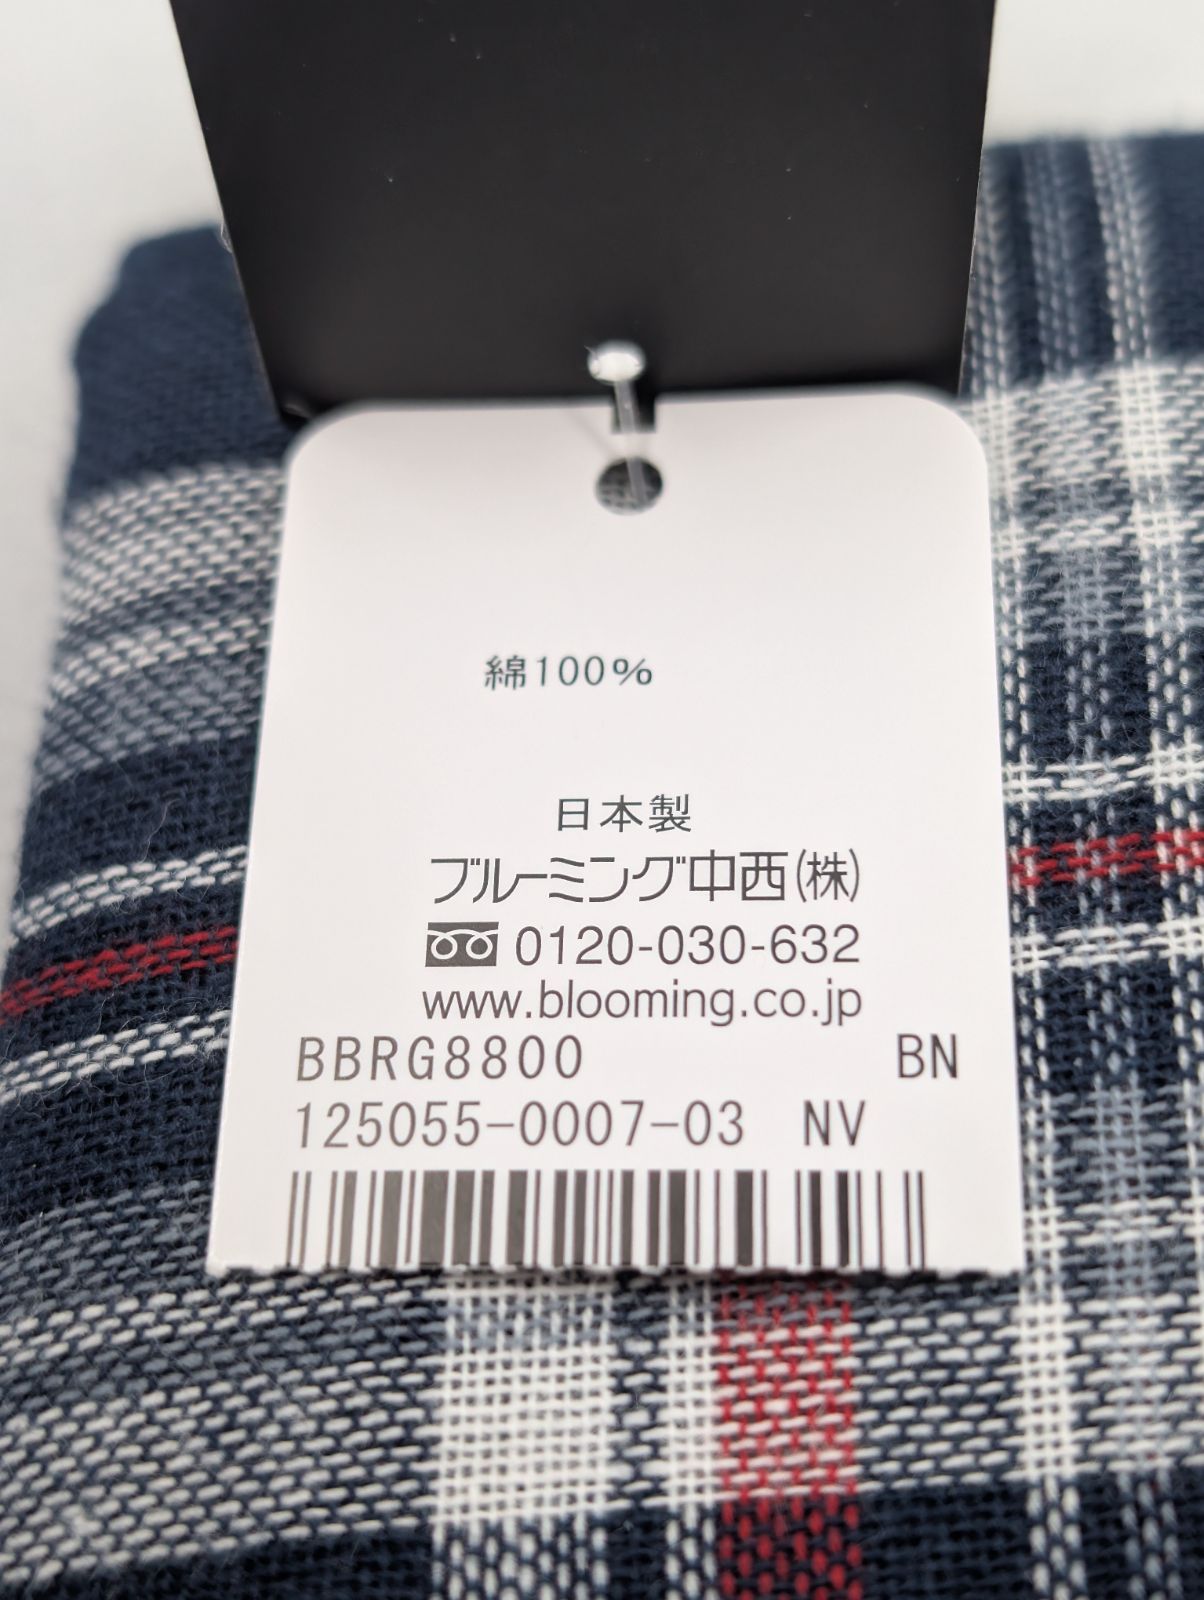 綿100%
日本製
ブルーミング中西(株)
0120-030-632
www.blooming.co.jp
BBRG8800 BN
125055-0007-03 NV